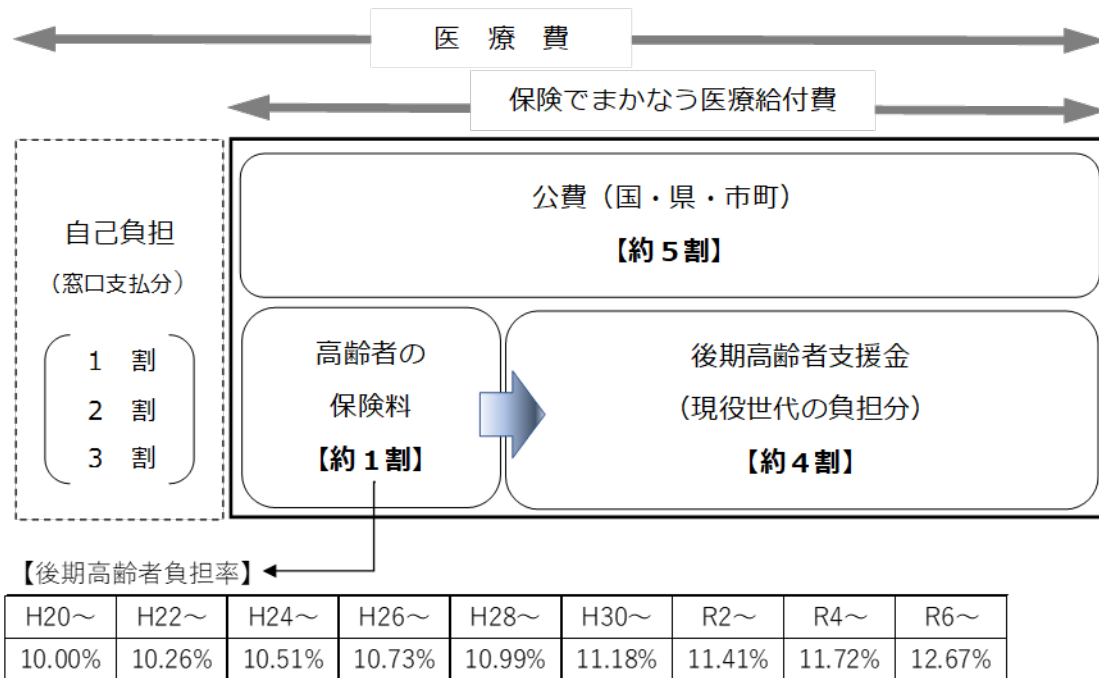 医 療 費
保険でまかなう医療給付費
自己負担
（窓口支払分）
1 割
2 割
3 割
公費（国・県・市町）
【約５割】
高齢者の
保険料
【約１割】
後期高齢者支援金
（現役世代の負担分）
【約４割】
【後期高齢者負担率】
H20～ H22～ H24～ H26～ H28～ H30～ R2～ R4～ R6～
10.00% 10.26% 10.51% 10.73% 10.99% 11.18% 11.41% 11.72% 12.67%